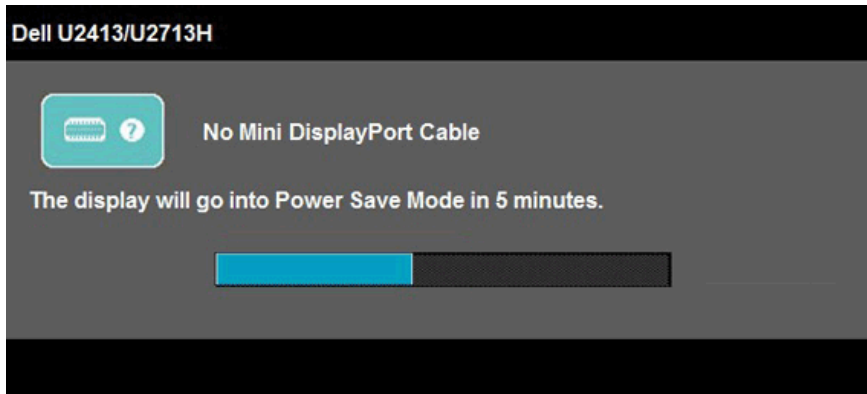 Dell U2413/U2713H
?
No Mini DisplayPort Cable
The display will go into Power Save Mode in 5 minutes.